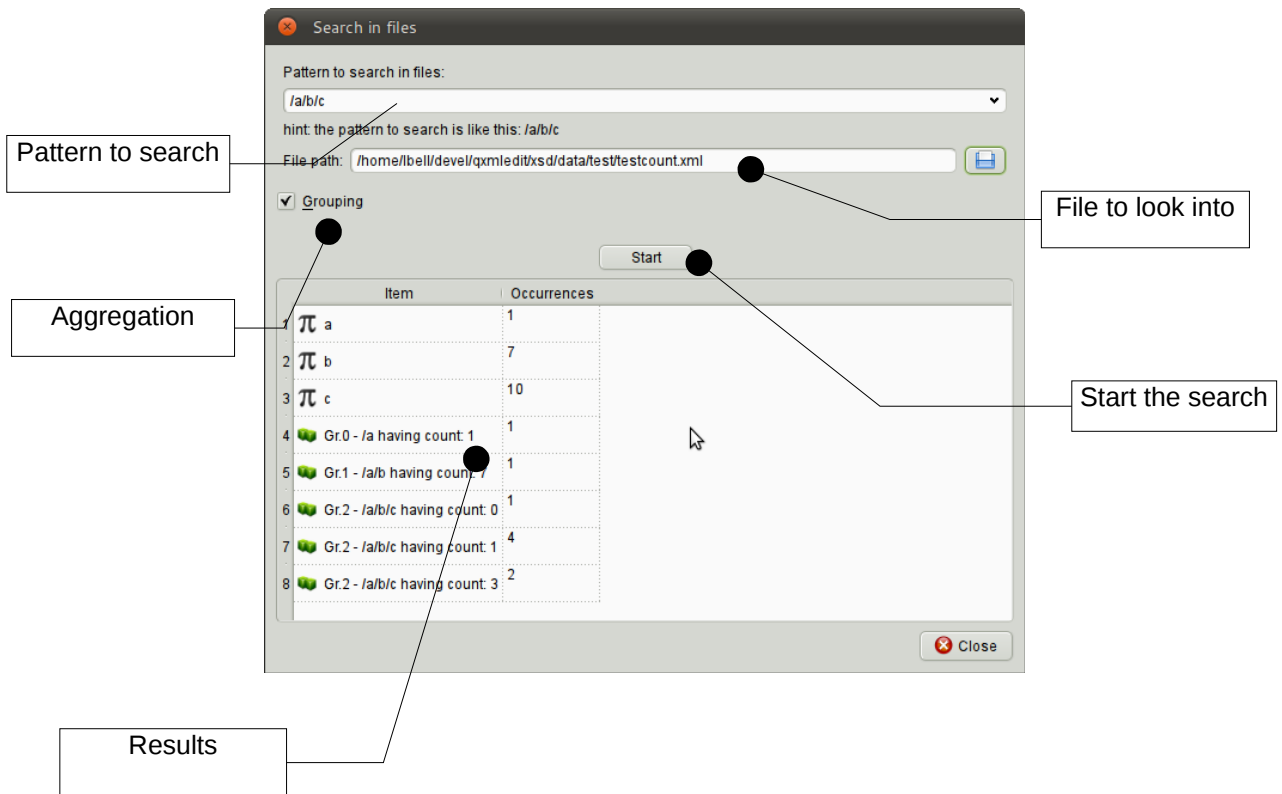 Search in files
Pattern to search in files:
/a/b/c
hint: the pattern to search is like this: /a/b/c
Pattern to search
File path: /home/lbell/devel/qxmledit/xsd/data/test/testcount.xml
Grouping
File to look into
Start
Aggregation
Item Occurrences
1 a 1
2 b 7
3 c 10
Start the search
4 Gr.0 - /a having count: 1 1
5 Gr.1 - /a/b having count: 7 1
6 Gr.2 - /a/b/c having count: 0 1
7 Gr.2 - /a/b/c having count: 1 4
8 Gr.2 - /a/b/c having count: 3 2
Close
Results